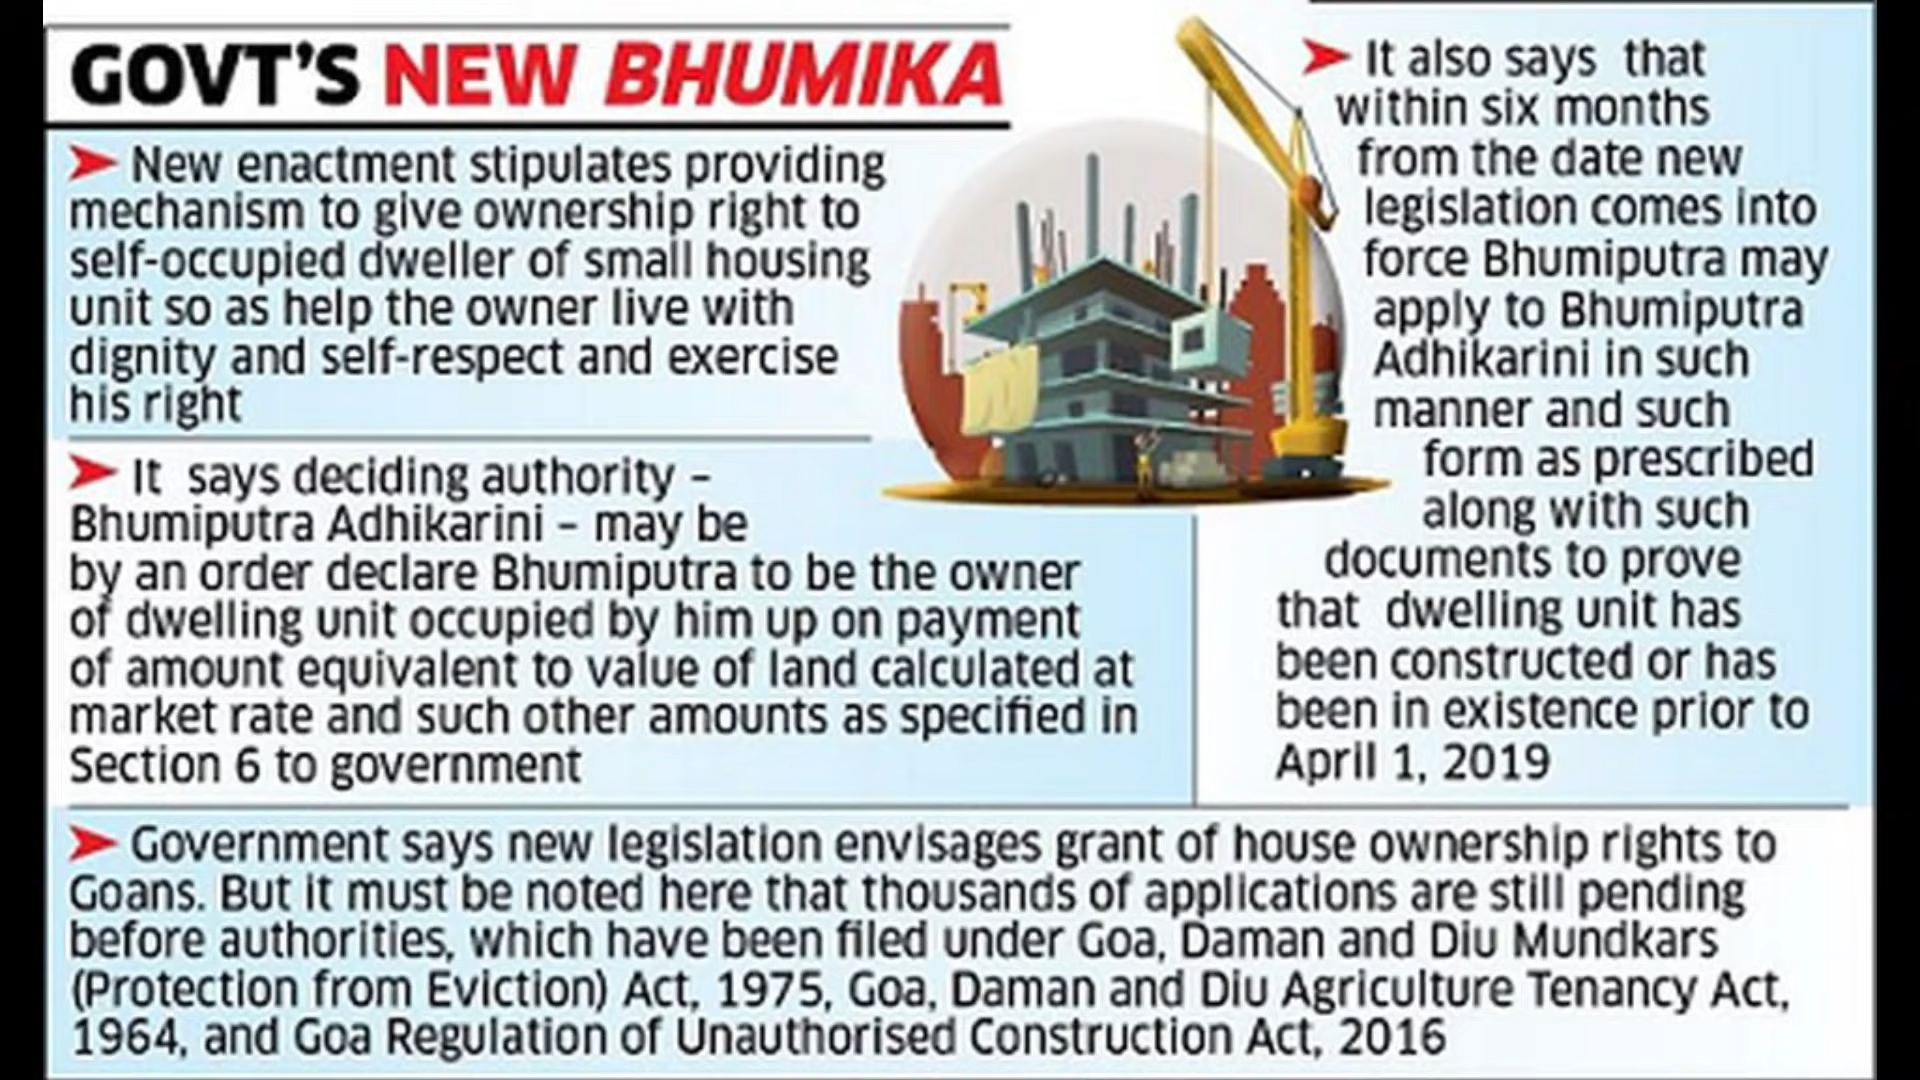 GOVT'S NEW BHUMIKA
➤ New enactment stipulates providing
mechanism to give ownership right to
self-occupied dweller of small housing
unit so as help the owner live with
dignity and self-respect and exercise
his right
➤ It says deciding authority –
Bhumiputra Adhikarini – may be
by an order declare Bhumiputra to be the owner
of dwelling unit occupied by him up on payment
of amount equivalent to value of land calculated at
market rate and such other amounts as specified in
Section 6 to government
➤ It also says that
within six months
from the date new
legislation comes into
force Bhumiputra may
apply to Bhumiputra
Adhikarini in such
manner and such
form as prescribed
along with such
documents to prove
that dwelling unit has
been constructed or has
been in existence prior to
April 1, 2019
➤ Government says new legislation envisages grant of house ownership rights to
Goans. But it must be noted here that thousands of applications are still pending
before authorities, which have been filed under Goa, Daman and Diu Mundkars
(Protection from Eviction) Act, 1975, Goa, Daman and Diu Agriculture Tenancy Act,
1964, and Goa Regulation of Unauthorised Construction Act, 2016